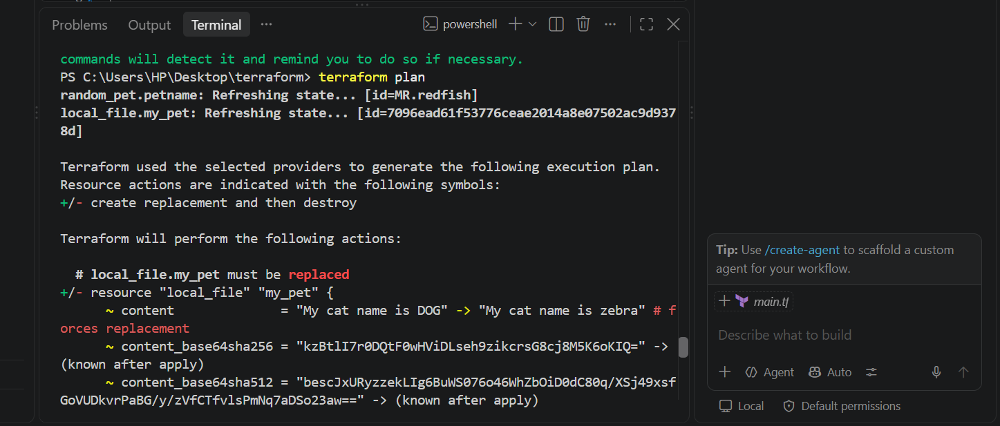 Problems Output Terminal ... powershell
commands will detect it and remind you to do so if necessary.
PS C:\Users\HP\Desktop\terraform> terraform plan
random_pet.petname: Refreshing state... [id=MR.redfish]
local_file.my_pet: Refreshing state... [id=7096ead61f53776ceae2014a8e07502ac9d937
8d]
Terraform used the selected providers to generate the following execution plan.
Resource actions are indicated with the following symbols:
+/- create replacement and then destroy
Terraform will perform the following actions:
# local_file.my_pet must be replaced
+/- resource "local_file" "my_pet" {
~ content = "My cat name is DOG" -> "My cat name is zebra" # f
orces replacement
~ content_base64sha256 = "kzBtlI7r0DQtF0wHViDLseh9zikcrsG8cj8M5K6oKIQ=" ->
(known after apply)
~ content_base64sha512 = "bescJxURyzzekLIg6BuWS076o46WhZbOiD0dC80q/XSj49xsf
GoVUDkvrPaBG/y/zVfCTfvlsPmNq7aDSo23aw==" -> (known after apply)
Tip: Use /create-agent to scaffold a custom
agent for your workflow.
main.tf
Describe what to build
Agent Auto
Local Default permissions